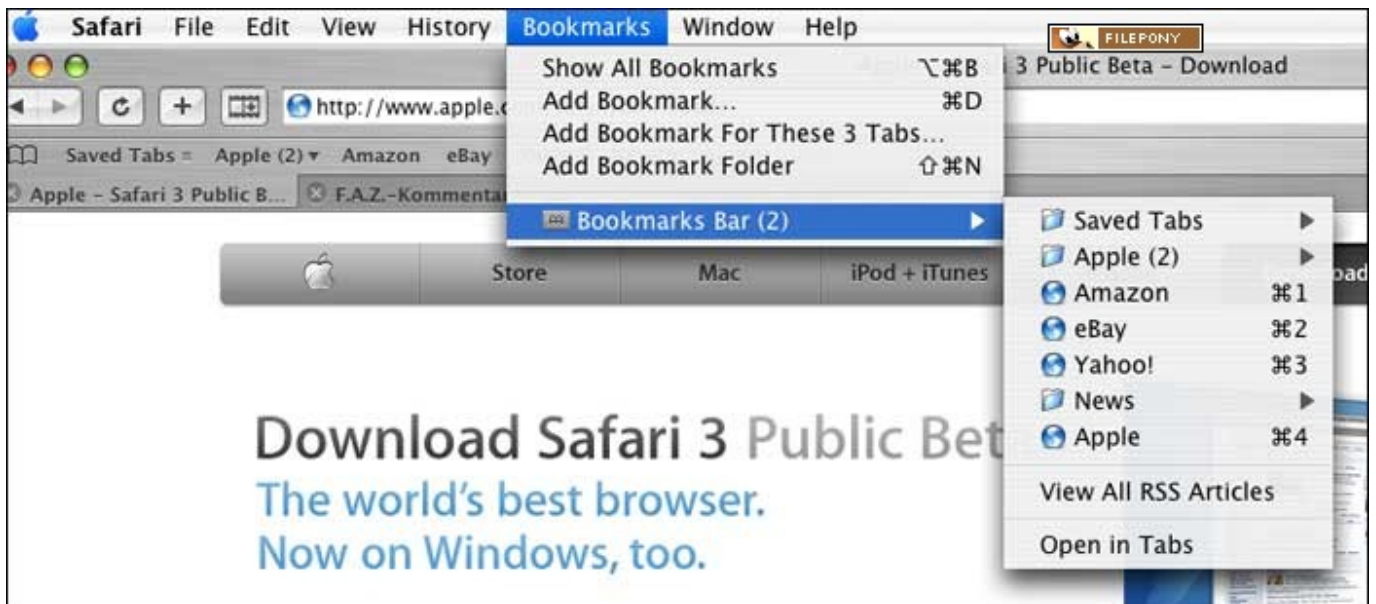 Safari File Edit View History Bookmarks Window Help
FILEPONY
3 Public Beta – Download
http://www.apple.c
Saved Tabs Apple (2) Amazon eBay
Apple – Safari 3 Public B... F.A.Z.-Kommenta
Show All Bookmarks ⌥⌘B
Add Bookmark... ⌘D
Add Bookmark For These 3 Tabs...
Add Bookmark Folder ⇧⌘N
Bookmarks Bar (2)
Saved Tabs
Apple (2)
Amazon ⌘1
eBay ⌘2
Yahoo! ⌘3
News
Apple ⌘4
View All RSS Articles
Open in Tabs
Store Mac iPod + iTunes oad
Download Safari 3 Public Bet
The world's best browser.
Now on Windows, too.